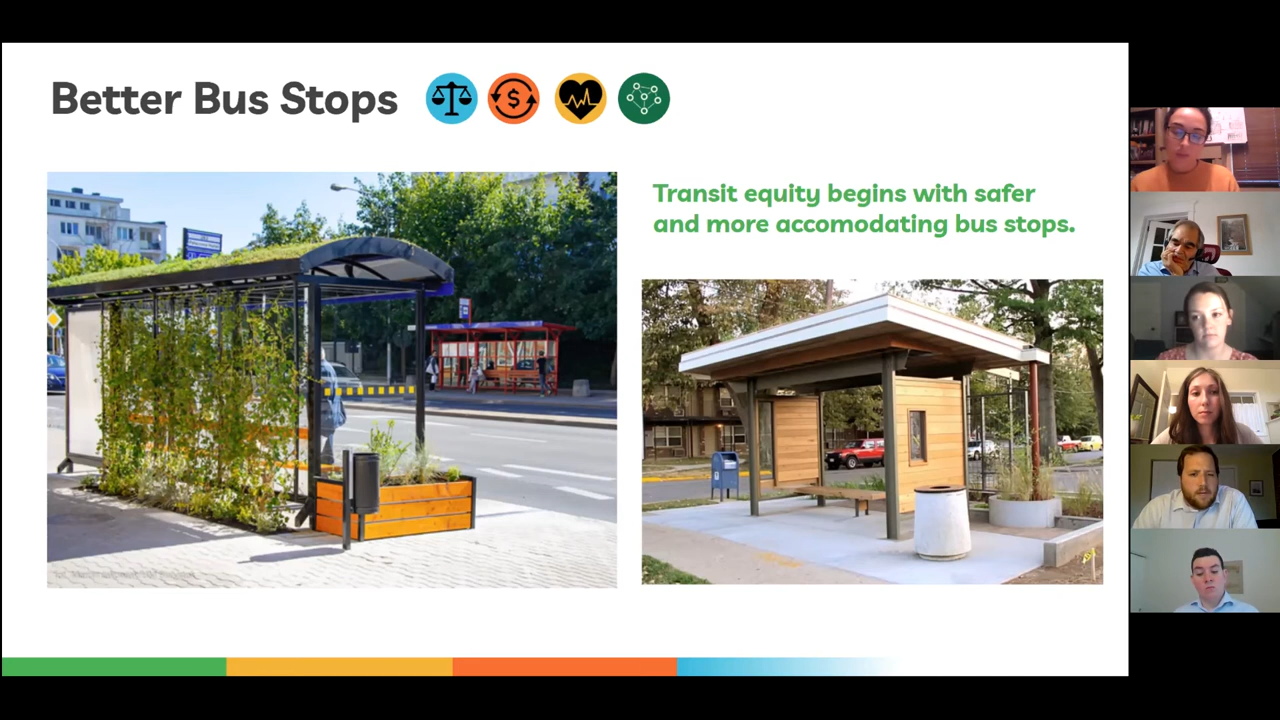 Better Bus Stops
$
Transit equity begins with safer
and more accomodating bus stops.